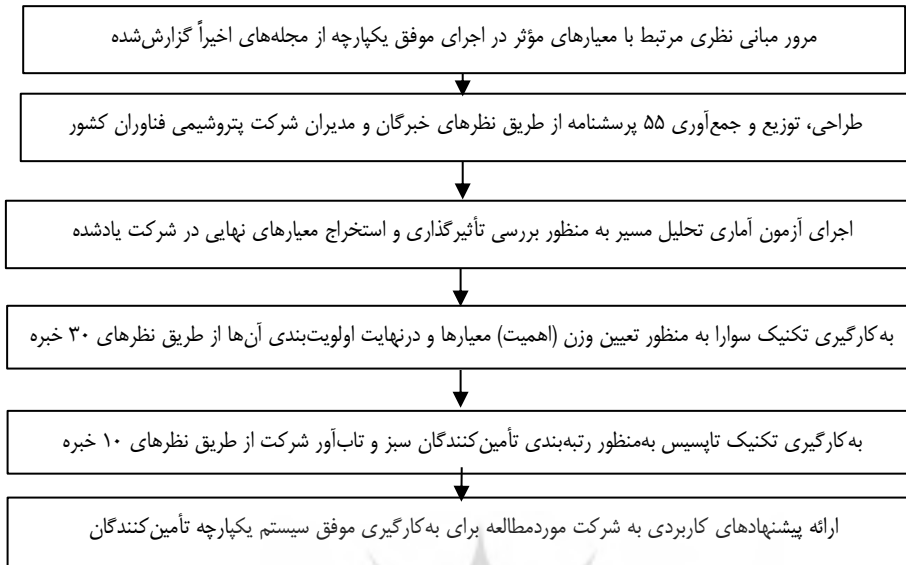 مرور مبانی نظری مرتبط با معیارهای مؤثر در اجرای موفق یکپارچه از مجله‌های اخیراً گزارش‌شده
طراحی، توزیع و جمع‌آوری ۵۵ پرسشنامه از طریق نظرهای خبرگان و مدیران شرکت پتروشیمی فناوران کشور
اجرای آزمون آماری تحلیل مسیر به منظور بررسی تأثیرگذاری و استخراج معیارهای نهایی در شرکت یادشده
به‌کارگیری تکنیک سوارا به منظور تعیین وزن (اهمیت) معیارها و درنهایت اولویت‌بندی آن‌ها از طریق نظرهای ۳۰ خبره
به‌کارگیری تکنیک تاپسیس به‌منظور رتبه‌بندی تأمین‌کنندگان سبز و تاب‌آور شرکت از طریق نظرهای ۱۰ خبره
ارائه پیشنهادهای کاربردی به شرکت موردمطالعه برای به‌کارگیری موفق سیستم یکپارچه تأمین‌کنندگان